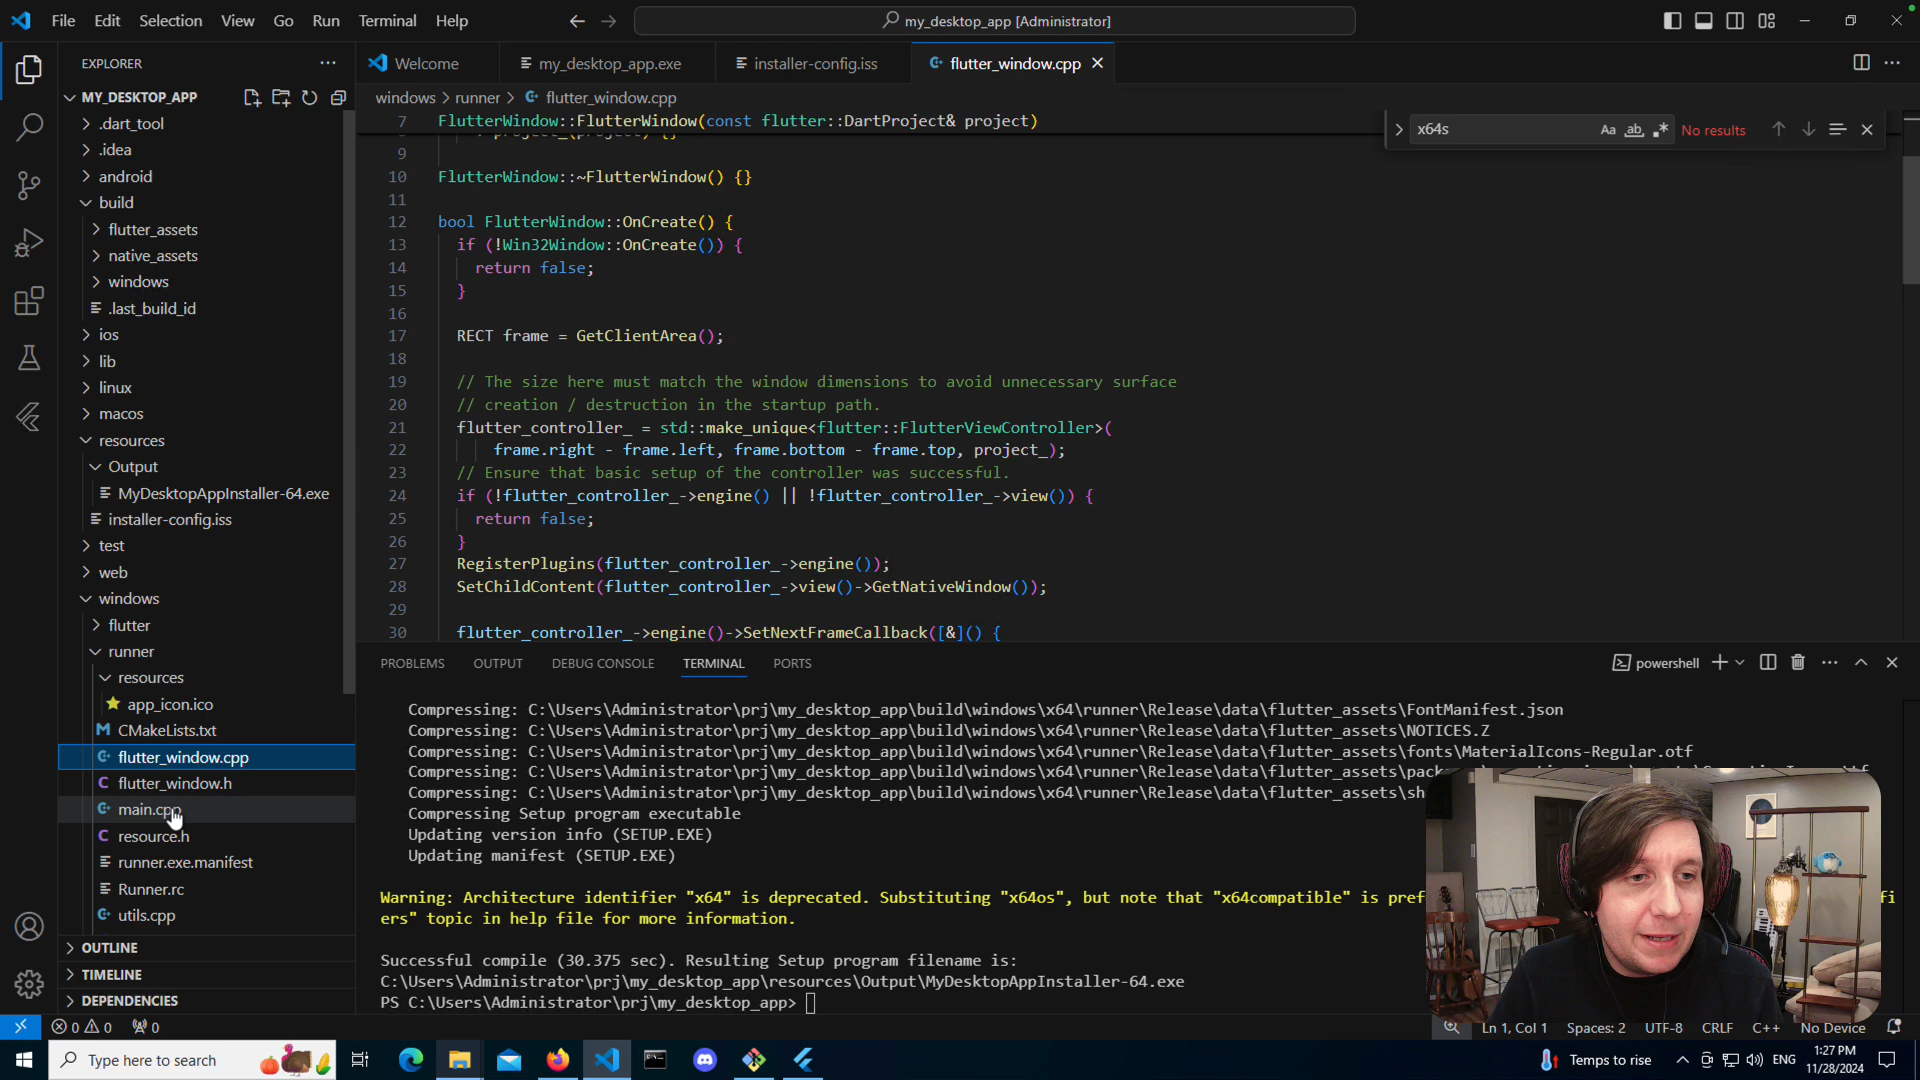 File Edit Selection View Go Run Terminal Help
my_desktop_app [Administrator]
EXPLORER
MY_DESKTOP_APP
.dart_tool
.idea
android
build
flutter_assets
native_assets
windows
.last_build_id
ios
lib
linux
macos
resources
Output
MyDesktopAppInstaller-64.exe
installer-config.iss
test
web
windows
flutter
runner
resources
app_icon.ico
CMakeLists.txt
flutter_window.cpp
flutter_window.h
main.cpp
resource.h
runner.exe.manifest
Runner.rc
utils.cpp
OUTLINE
TIMELINE
DEPENDENCIES
Welcome my_desktop_app.exe installer-config.iss flutter_window.cpp
windows > runner > flutter_window.cpp
x64s Aa ab No results
7 FlutterWindow::FlutterWindow(const flutter::DartProject& project)
: project_(project) {}
9
10 FlutterWindow::~FlutterWindow() {}
11
12 bool FlutterWindow::OnCreate() {
13 if (!Win32Window::OnCreate()) {
14 return false;
15 }
16
17 RECT frame = GetClientArea();
18
19 // The size here must match the window dimensions to avoid unnecessary surface
20 // creation / destruction in the startup path.
21 flutter_controller_ = std::make_unique<flutter::FlutterViewController>(
22 frame.right - frame.left, frame.bottom - frame.top, project_);
23 // Ensure that basic setup of the controller was successful.
24 if (!flutter_controller_->engine() || !flutter_controller_->view()) {
25 return false;
26 }
27 RegisterPlugins(flutter_controller_->engine());
28 SetChildContent(flutter_controller_->view()->GetNativeWindow());
29
30 flutter_controller_->engine()->SetNextFrameCallback([&]() {
PROBLEMS OUTPUT DEBUG CONSOLE TERMINAL PORTS
powershell
Compressing: C:\Users\Administrator\prj\my_desktop_app\build\windows\x64\runner\Release\data\flutter_assets\FontManifest.json
Compressing: C:\Users\Administrator\prj\my_desktop_app\build\windows\x64\runner\Release\data\flutter_assets\NOTICES.Z
Compressing: C:\Users\Administrator\prj\my_desktop_app\build\windows\x64\runner\Release\data\flutter_assets\fonts\MaterialIcons-Regular.otf
Compressing: C:\Users\Administrator\prj\my_desktop_app\build\windows\x64\runner\Release\data\flutter_assets\pack
Compressing: C:\Users\Administrator\prj\my_desktop_app\build\windows\x64\runner\Release\data\flutter_assets\sh
Compressing Setup program executable
Updating version info (SETUP.EXE)
Updating manifest (SETUP.EXE)
Warning: Architecture identifier "x64" is deprecated. Substituting "x64os", but note that "x64compatible" is pref fi
ers" topic in help file for more information.
Successful compile (30.375 sec). Resulting Setup program filename is:
C:\Users\Administrator\prj\my_desktop_app\resources\Output\MyDesktopAppInstaller-64.exe
PS C:\Users\Administrator\prj\my_desktop_app>
0 0 0 Ln 1, Col 1 Spaces: 2 UTF-8 CRLF C++ No Device
Type here to search Temps to rise ENG 1:27 PM
11/28/2024